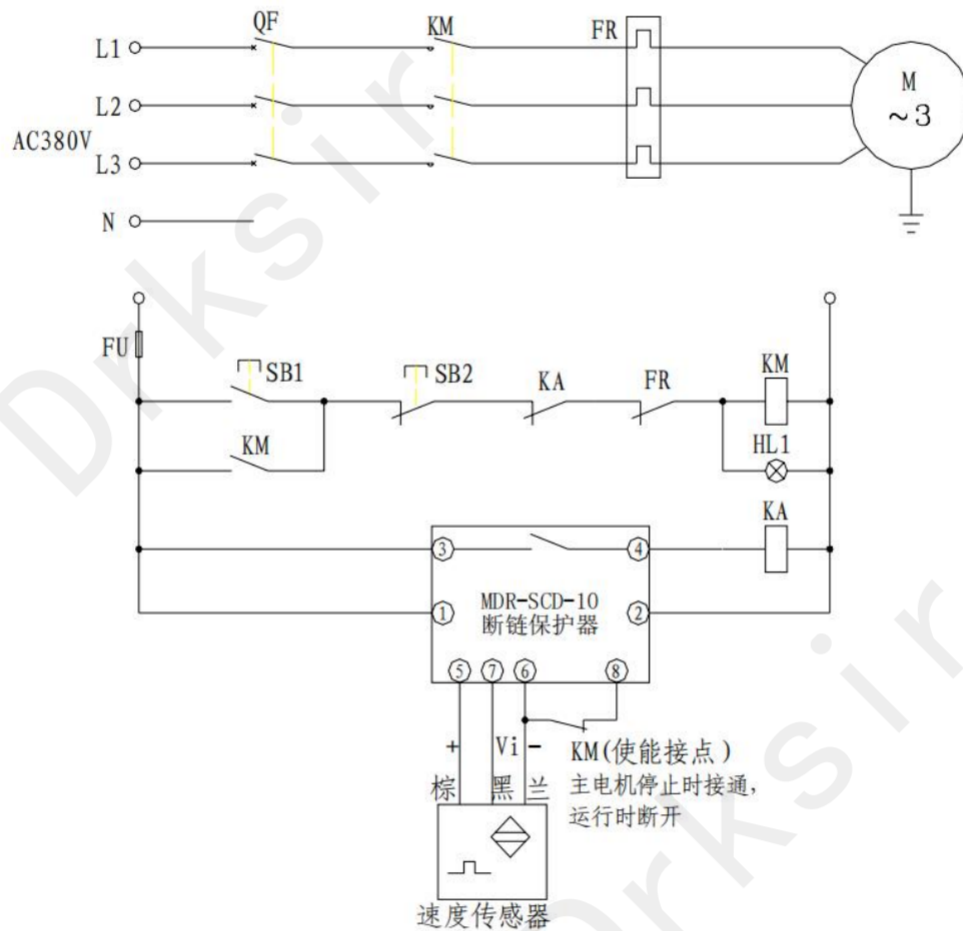 QF
KM
FR
L1
L2
L3
AC380V
N
M
~3
FU
SB1
SB2
KA
FR
KM
KM
HL1
KA
③
④
MDR-SCD-10
断链保护器
①
②
⑤
⑦
⑥
⑧
+
Vi
-
KM(使能接点)
棕
黑
兰
主电机停止时接通,
运行时断开
速度传感器
Drksir
Drksir